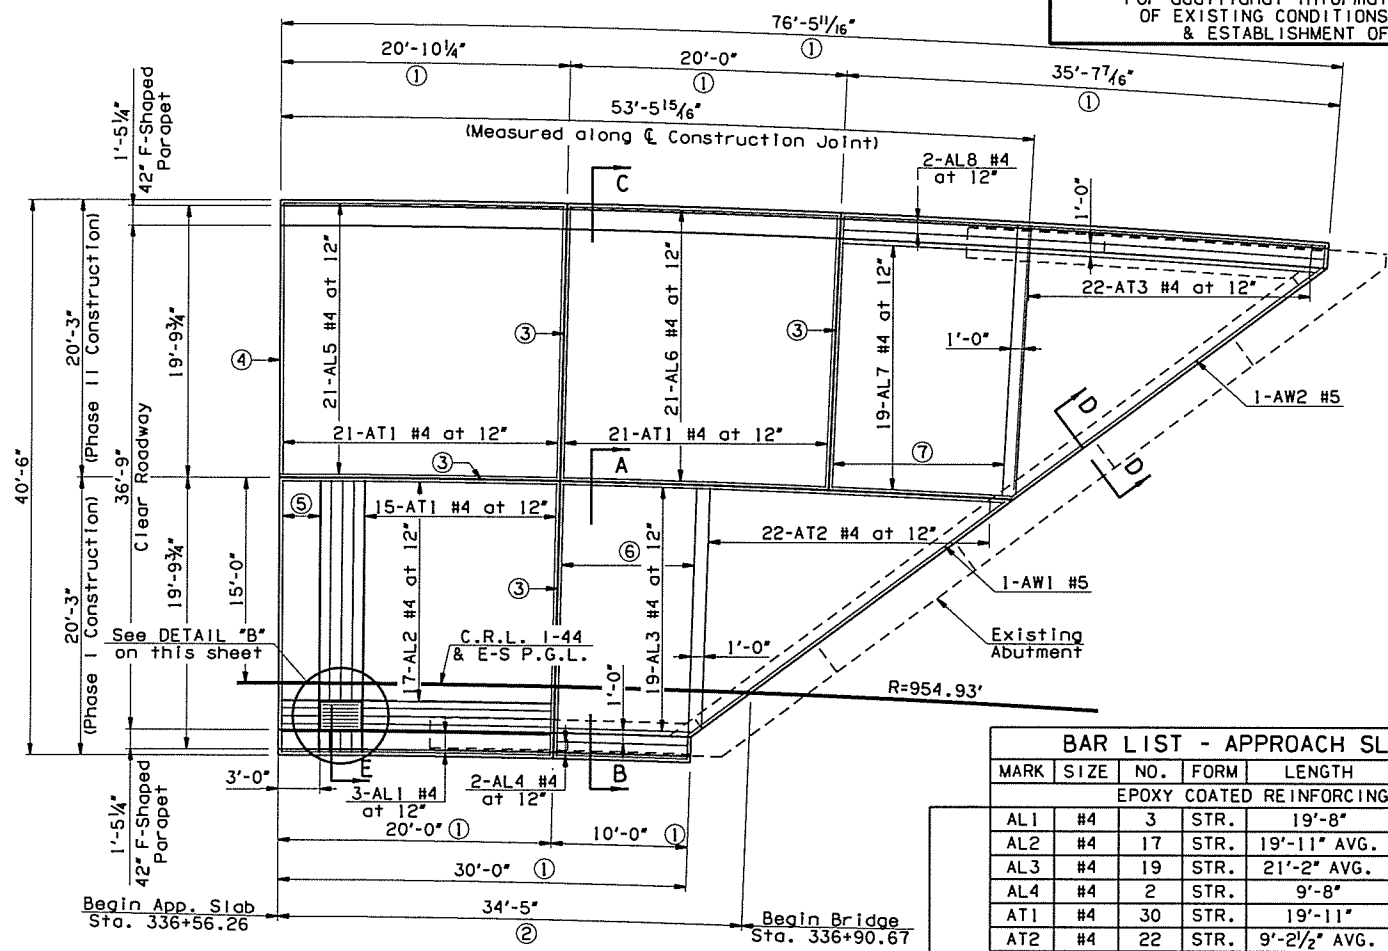 For additional informat
OF EXISTING CONDITIONS
& ESTABLISHMENT OF
76'-5 11/16"
①
20'-10 1/4"
①
20'-0"
①
35'-7 7/16"
①
53'-5 15/16"
(Measured along ℄ Construction Joint)
1'-5 1/4"
42" F-Shaped
Parapet
2-AL8 #4
at 12"
1'-0"
C
40'-6"
20'-3"
(Phase II Construction)
36'-9"
Clear Roadway
19'-9 3/4"
④
21-AL5 #4 at 12"
③
21-AL6 #4 at 12"
③
19-AL7 #4 at 12"
22-AT3 #4 at 12"
1'-0"
1-AW2 #5
D
D
21-AT1 #4 at 12"
21-AT1 #4 at 12"
⑦
③
A
⑤
15-AT1 #4 at 12"
22-AT2 #4 at 12"
⑥
20'-3"
(Phase I Construction)
19'-9 3/4"
15'-0"
17-AL2 #4 at 12"
③
19-AL3 #4 at 12"
1-AW1 #5
Existing
Abutment
See DETAIL "B"
on this sheet
C.R.L. I-44
& E-S P.G.L.
1'-0"
1'-0"
R=954.93'
E
B
3'-0"
3-AL1 #4
at 12"
2-AL4 #4
at 12"
1'-5 1/4"
42" F-Shaped
Parapet
20'-0" ①
10'-0" ①
30'-0" ①
34'-5"
②
Begin App. Slab
Sta. 336+56.26
Begin Bridge
Sta. 336+90.67
BAR LIST - APPROACH SL
MARK SIZE NO. FORM LENGTH
EPOXY COATED REINFORCING
AL1 #4 3 STR. 19'-8"
AL2 #4 17 STR. 19'-11" AVG.
AL3 #4 19 STR. 21'-2" AVG.
AL4 #4 2 STR. 9'-8"
AT1 #4 30 STR. 19'-11"
AT2 #4 22 STR. 9'-2 1/2" AVG.